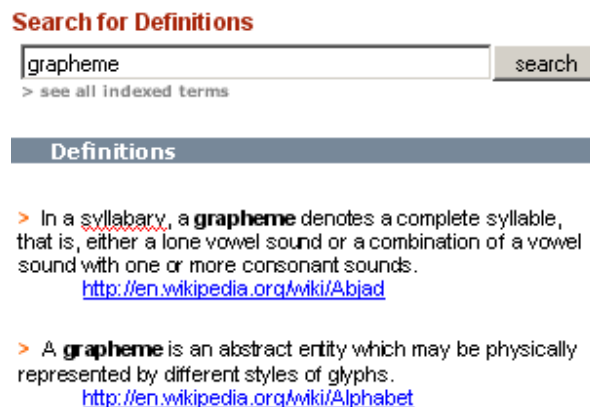 Search for Definitions
grapheme search
> see all indexed terms
Definitions
> In a syllabary, a grapheme denotes a complete syllable,
that is, either a lone vowel sound or a combination of a vowel
sound with one or more consonant sounds.
http://en.wikipedia.org/wiki/Abjad
> A grapheme is an abstract entity which may be physically
represented by different styles of glyphs.
http://en.wikipedia.org/wiki/Alphabet